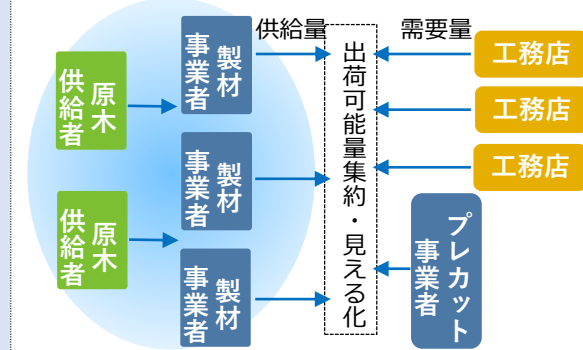 供給量
需要量
原木
供給者
原木
供給者
製材
事業者
製材
事業者
製材
事業者
出荷可能量集約・見える化
工務店
工務店
工務店
プレカット
事業者